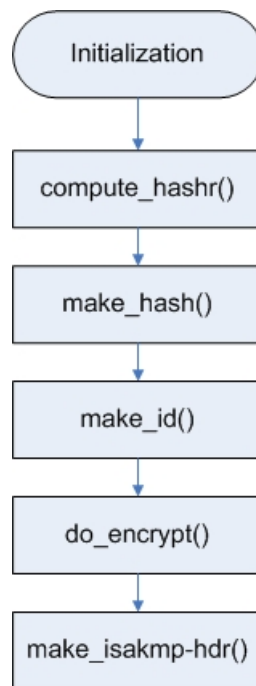 Initialization
compute_hashr()
make_hash()
make_id()
do_encrypt()
make_isakmp-hdr()